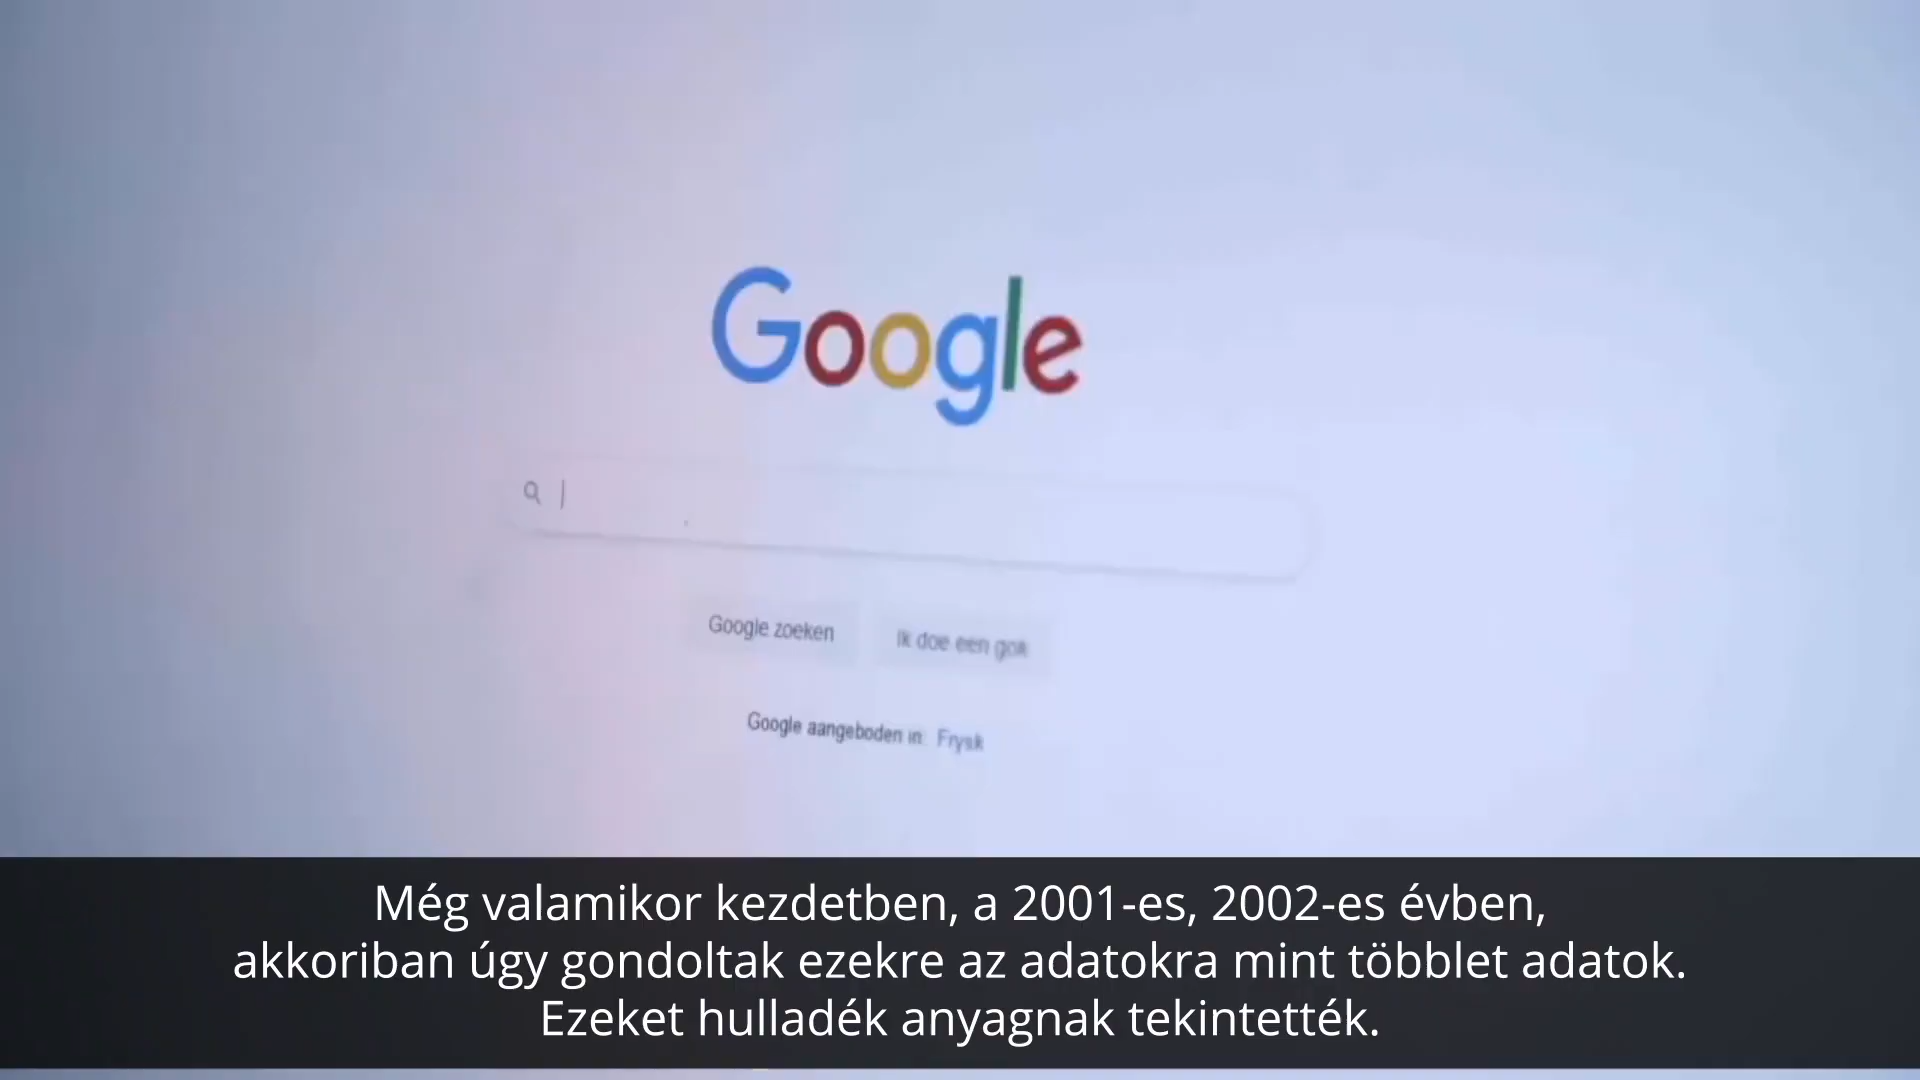 Google
Google zoeken
Ik doe een gok
Google aangeboden in: Frysk
Még valamikor kezdetben, a 2001-es, 2002-es évben,
akkoriban úgy gondoltak ezekre az adatokra mint többlet adatok.
Ezeket hulladék anyagnak tekintették.